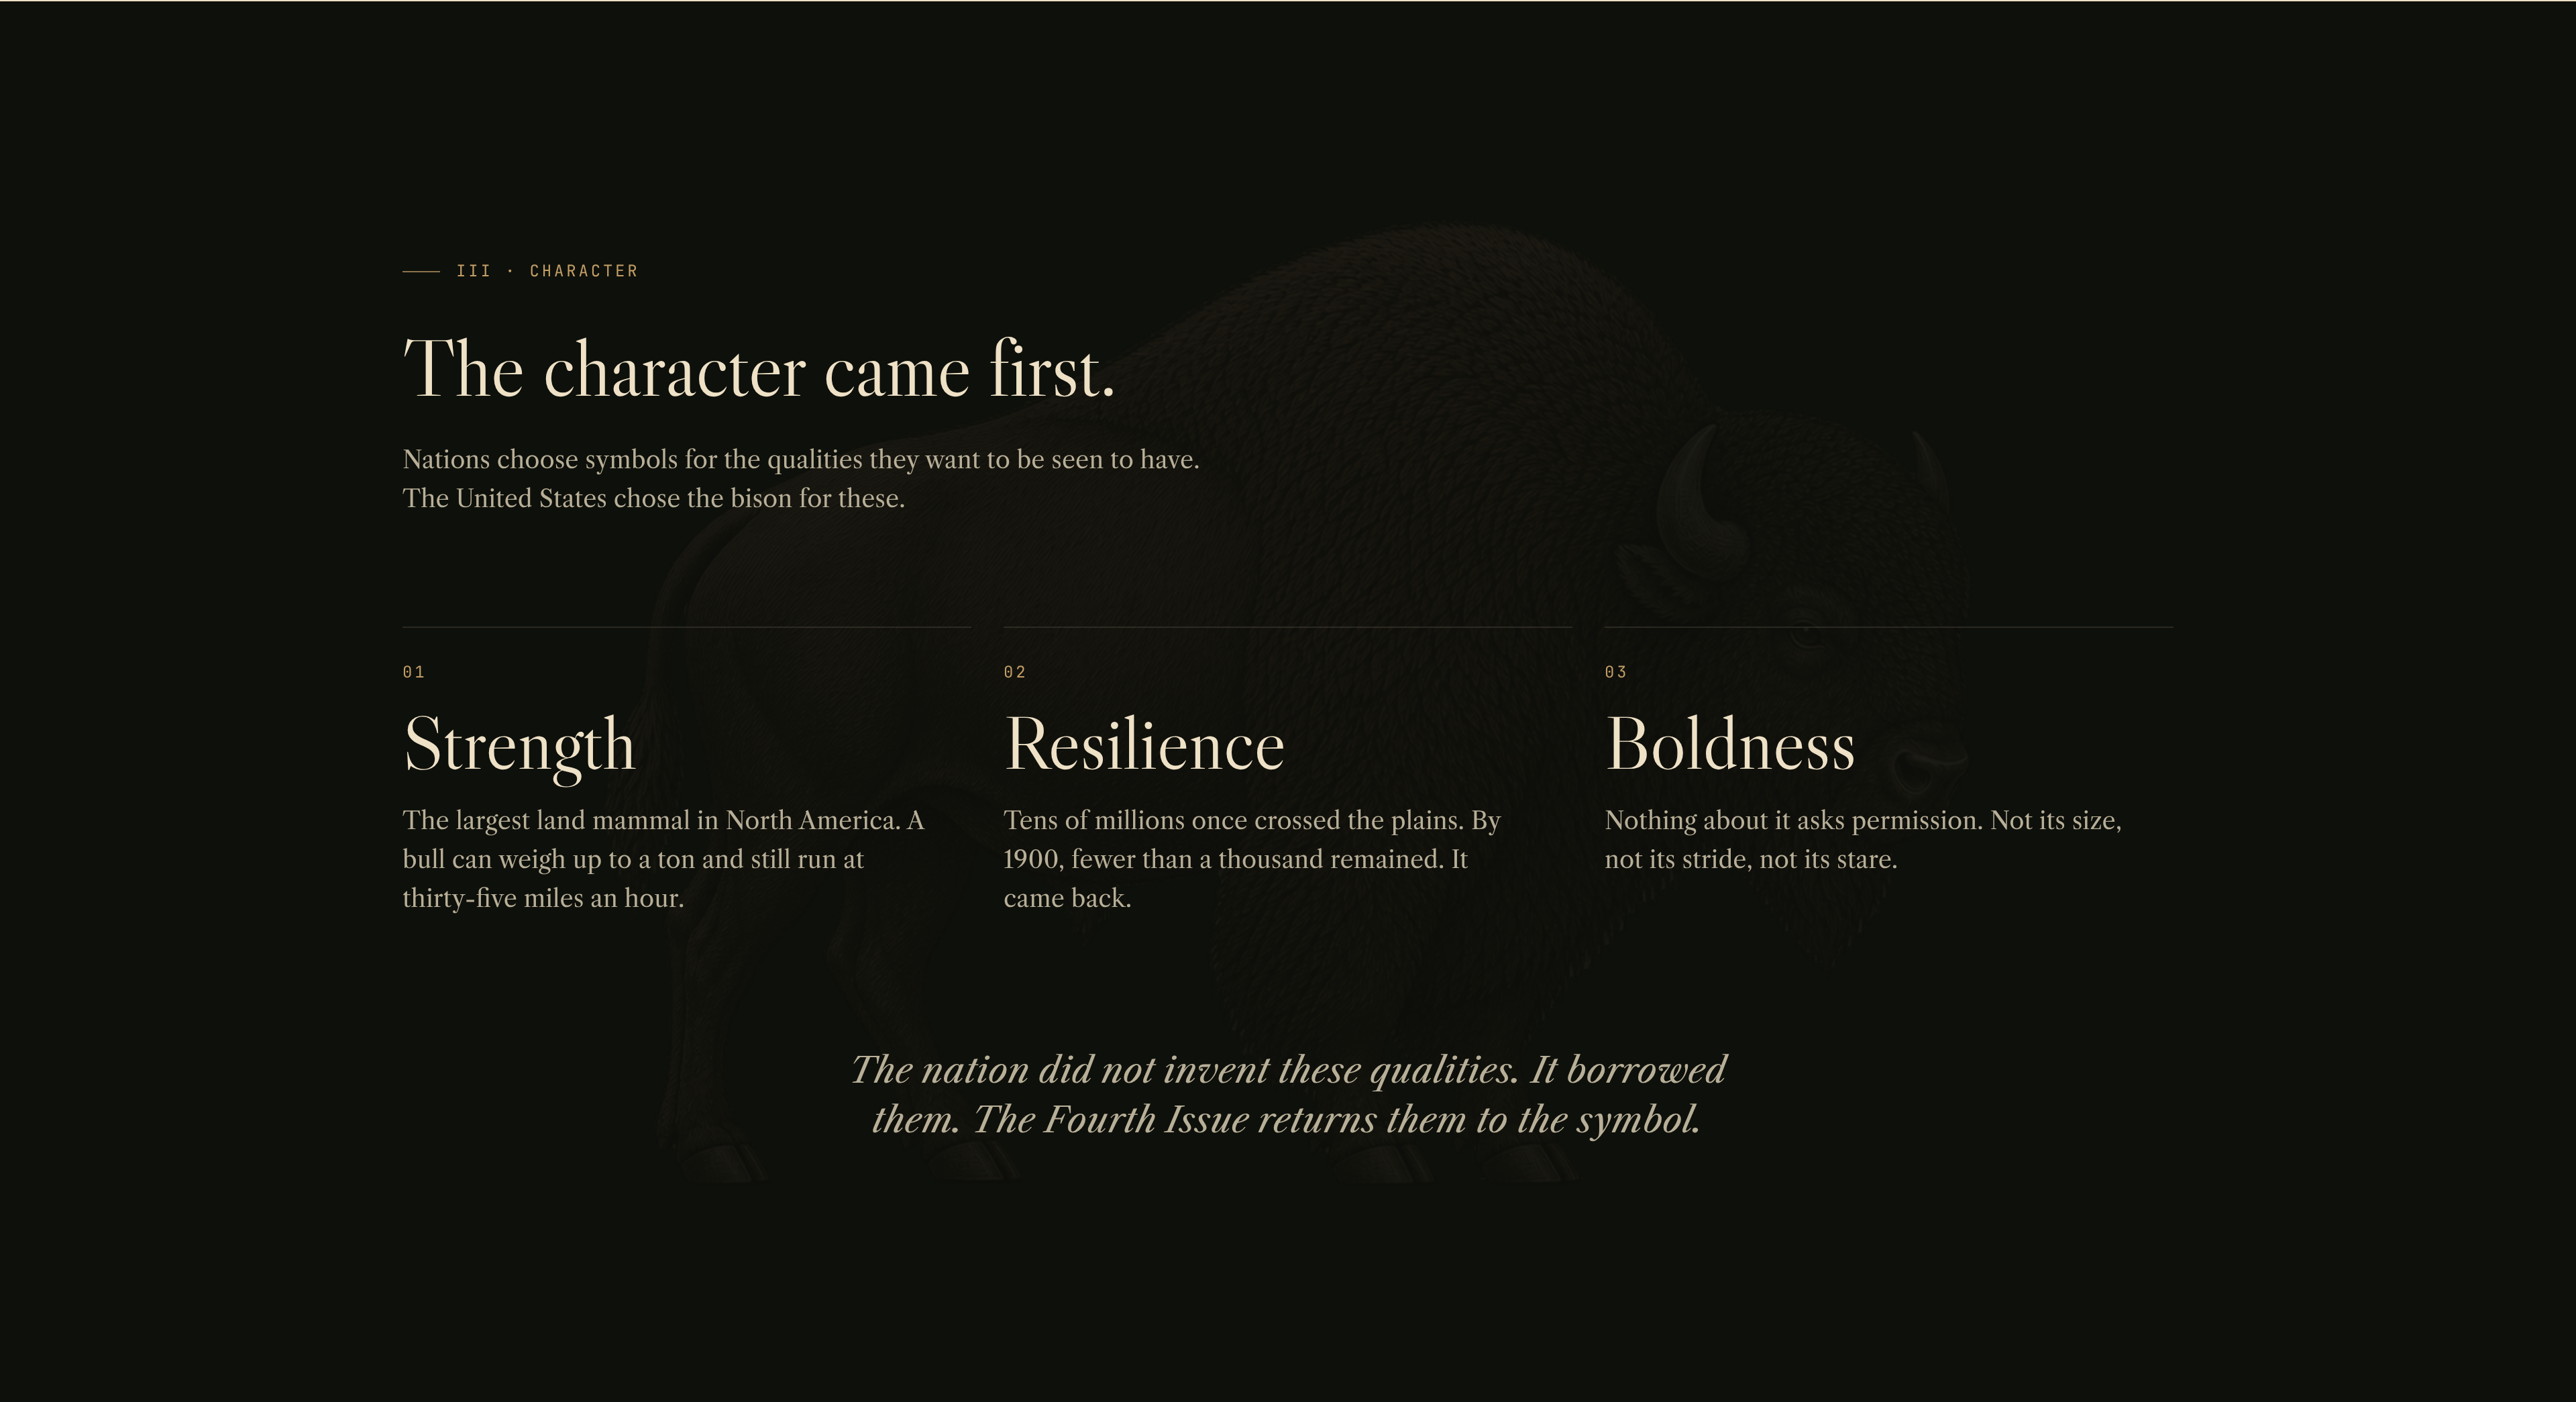 III · CHARACTER
The character came first.
Nations choose symbols for the qualities they want to be seen to have.
The United States chose the bison for these.
01
Strength
The largest land mammal in North America. A
bull can weigh up to a ton and still run at
thirty-five miles an hour.
02
Resilience
Tens of millions once crossed the plains. By
1900, fewer than a thousand remained. It
came back.
03
Boldness
Nothing about it asks permission. Not its size,
not its stride, not its stare.
The nation did not invent these qualities. It borrowed
them. The Fourth Issue returns them to the symbol.